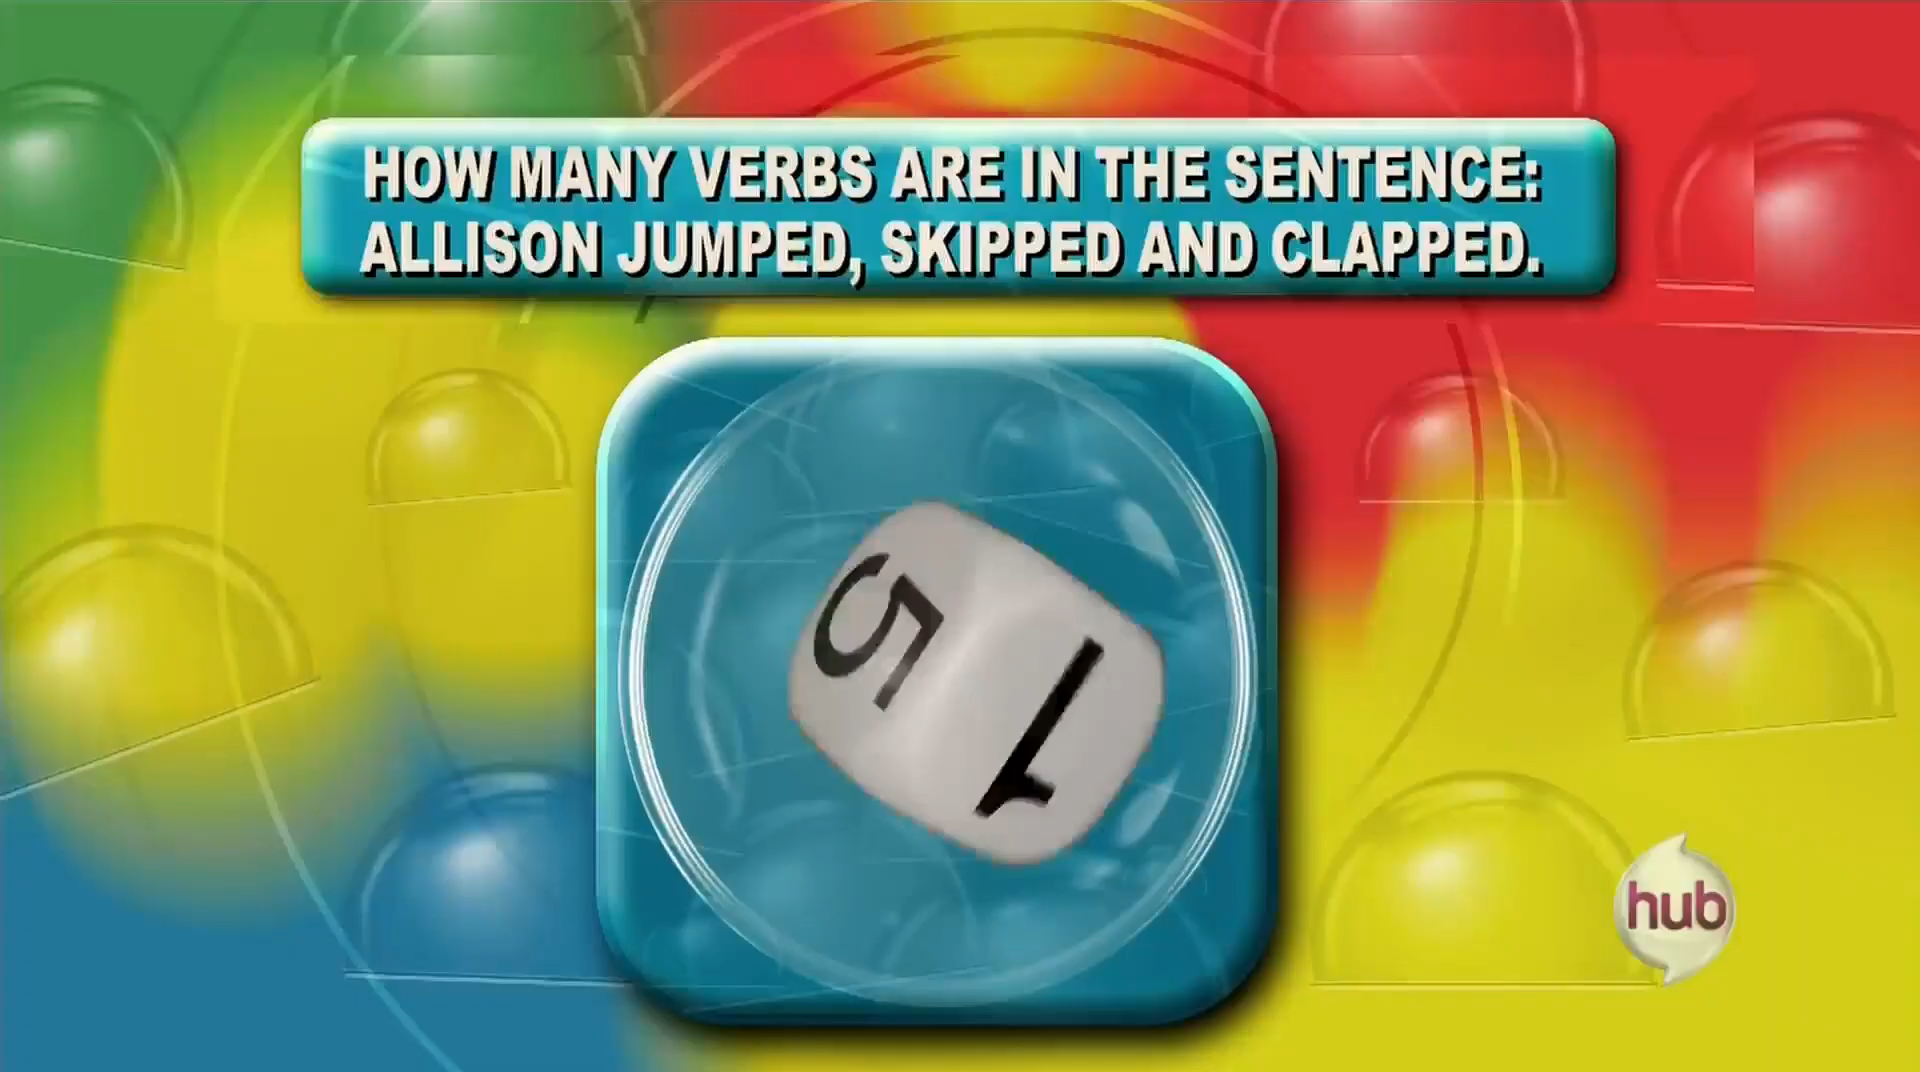 HOW MANY VERBS ARE IN THE SENTENCE:
ALLISON JUMPED, SKIPPED AND CLAPPED.
5
1
hub